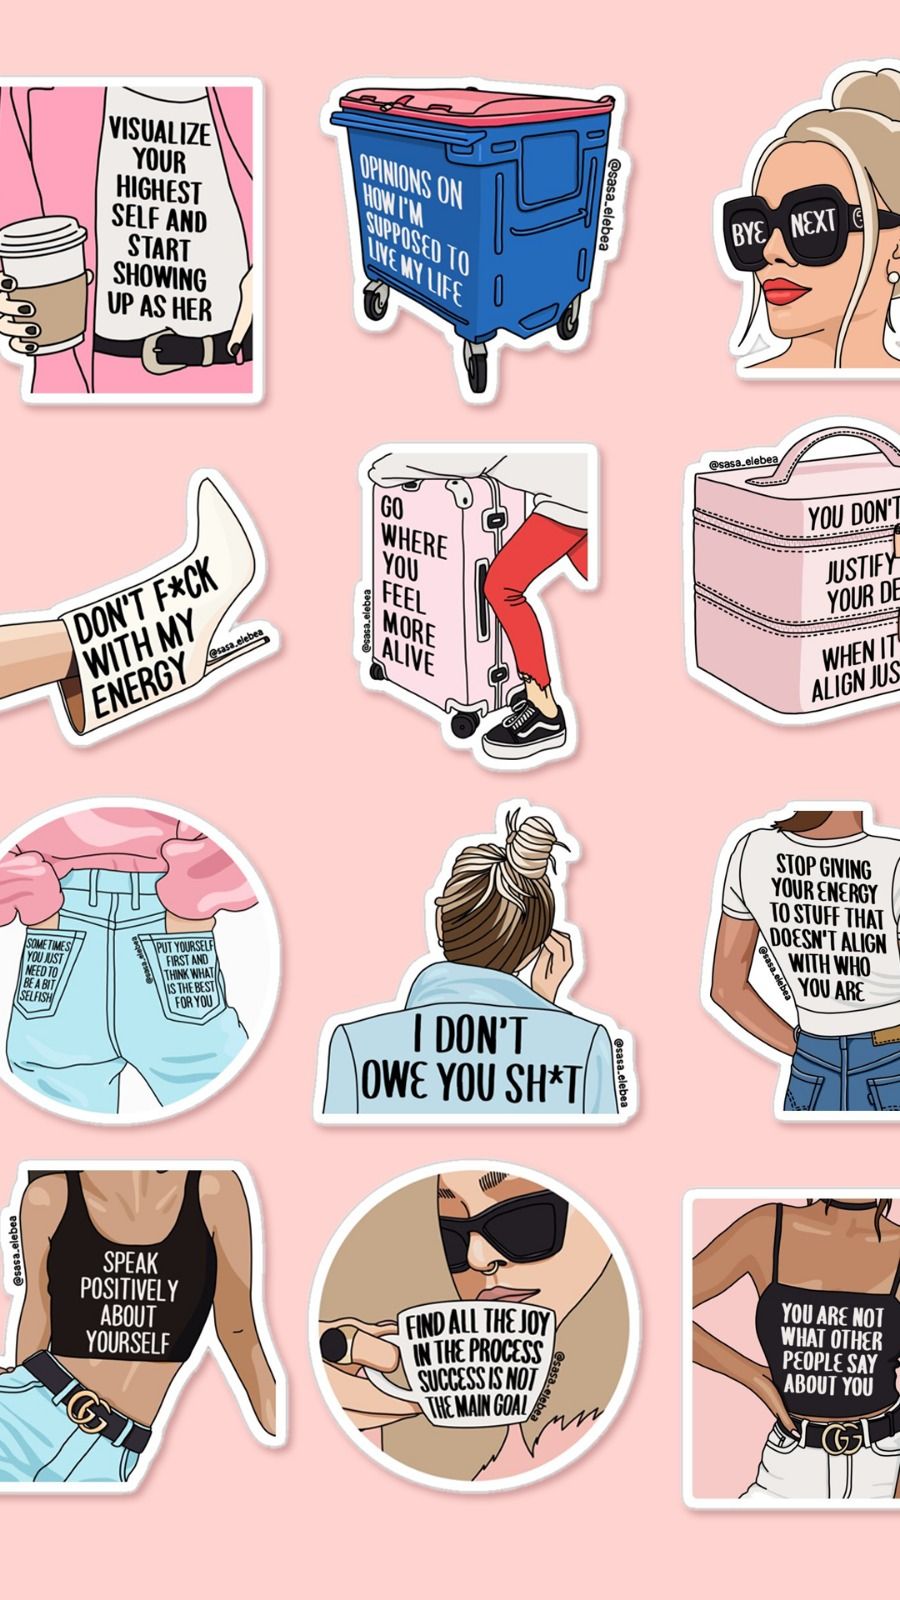 VISUALIZE
YOUR
HIGHEST
SELF AND
START
SHOWING
UP AS HER
OPINIONS ON
HOW I'M
SUPPOSED TO
LIVE MY LIFE
@sasa_elebea
BYE NEXT
DON'T F*CK
WITH MY
ENERGY
@sasa_elebea
GO
WHERE
YOU
FEEL
MORE
ALIVE
@sasa_elebea
@sasa_elebea
YOU DON'T
JUSTIFY
YOUR DE
WHEN IT
ALIGN JUS
SOMETIMES
YOU JUST
NEED TO
BE A BIT
SELFISH
@sasa_elebea
PUT YOURSELF
FIRST AND
THINK WHAT
IS THE BEST
FOR YOU
I DON'T
OWE YOU SH*T
@sasa_elebea
STOP GIVING
YOUR ENERGY
TO STUFF THAT
DOESN'T ALIGN
WITH WHO
YOU ARE
@sasa_elebea
@sasa_elebea
SPEAK
POSITIVELY
ABOUT
YOURSELF
FIND ALL THE JOY
IN THE PROCESS
SUCCESS IS NOT
THE MAIN GOAL
@sasa_elebea
YOU ARE NOT
WHAT OTHER
PEOPLE SAY
ABOUT YOU